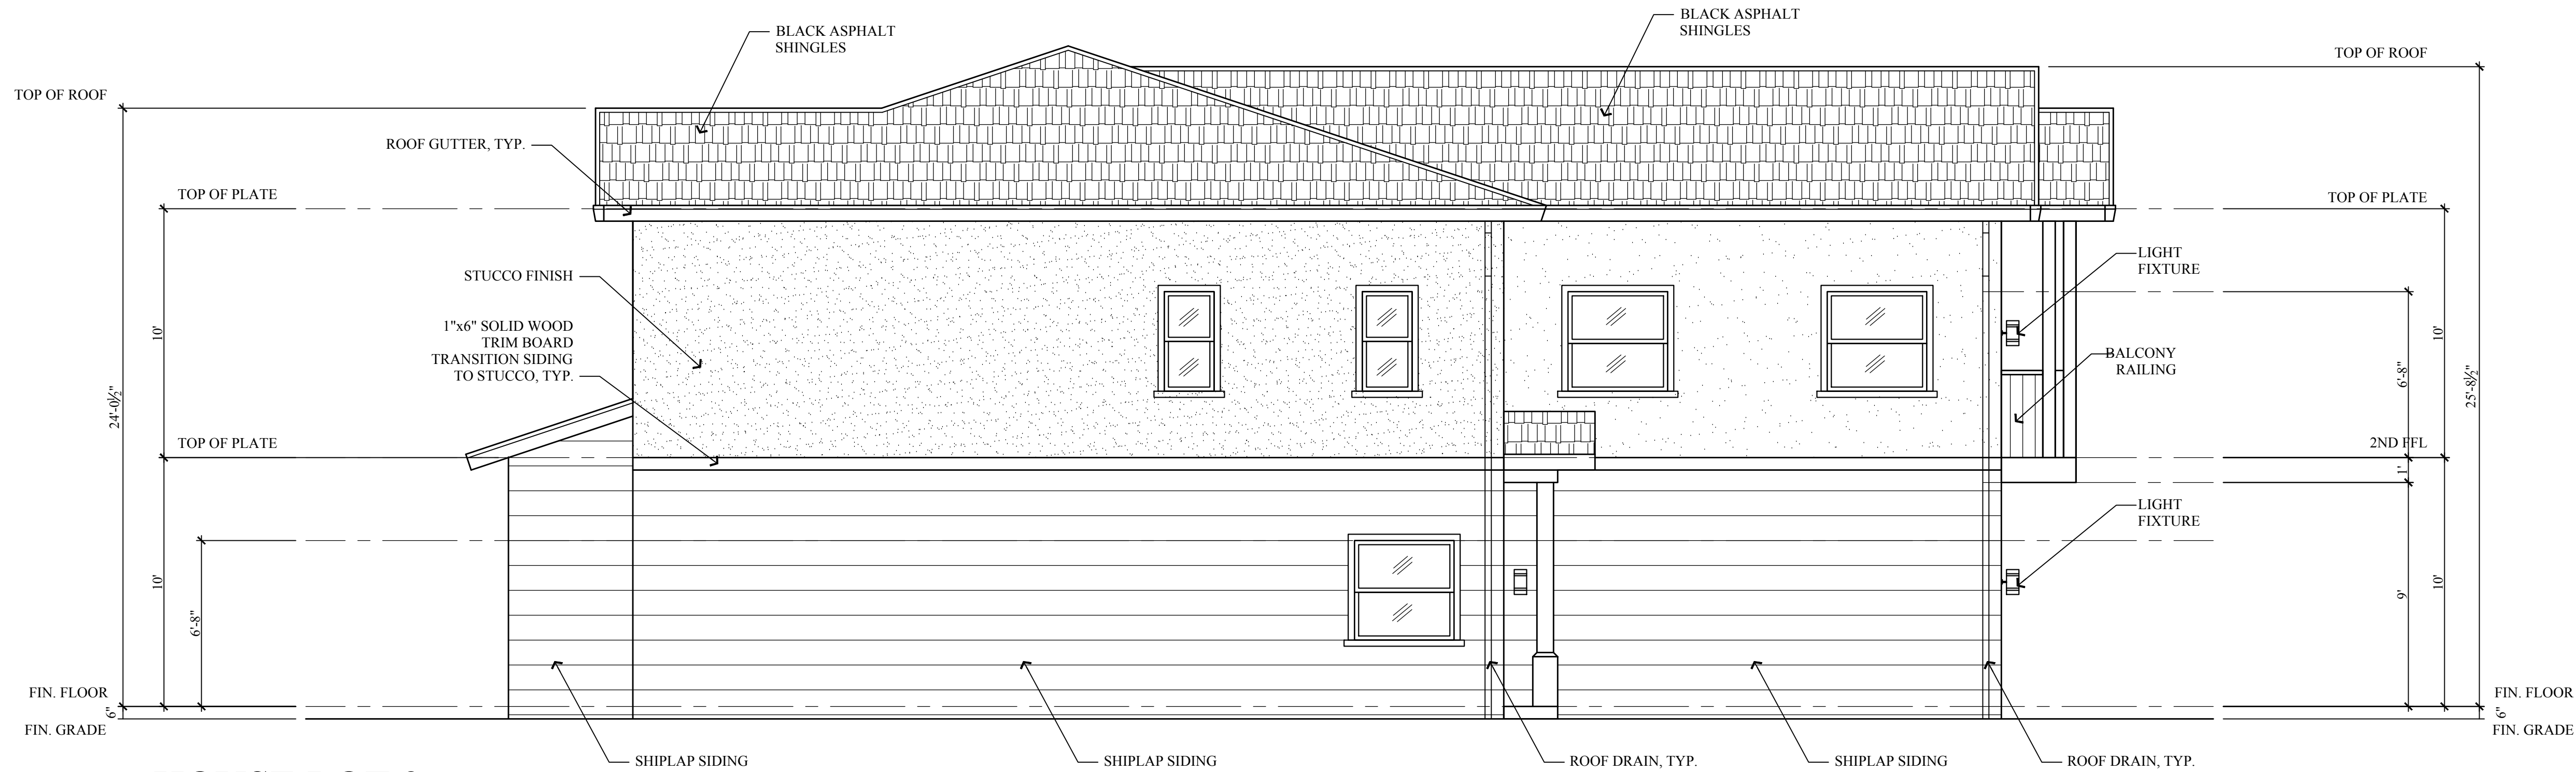 BLACK ASPHALT
SHINGLES
BLACK ASPHALT
SHINGLES
TOP OF ROOF
TOP OF ROOF
ROOF GUTTER, TYP.
TOP OF PLATE
TOP OF PLATE
LIGHT
FIXTURE
STUCCO FINISH
1"x6" SOLID WOOD
TRIM BOARD
TRANSITION SIDING
TO STUCCO, TYP.
BALCONY
RAILING
10'
24'-0½"
10'
6'-8"
25'-8½"
TOP OF PLATE
2ND FFL
1'
LIGHT
FIXTURE
10'
6'-8"
9'
10'
FIN. FLOOR
6"
FIN. GRADE
FIN. FLOOR
6"
FIN. GRADE
SHIPLAP SIDING
SHIPLAP SIDING
ROOF DRAIN, TYP.
SHIPLAP SIDING
ROOF DRAIN, TYP.